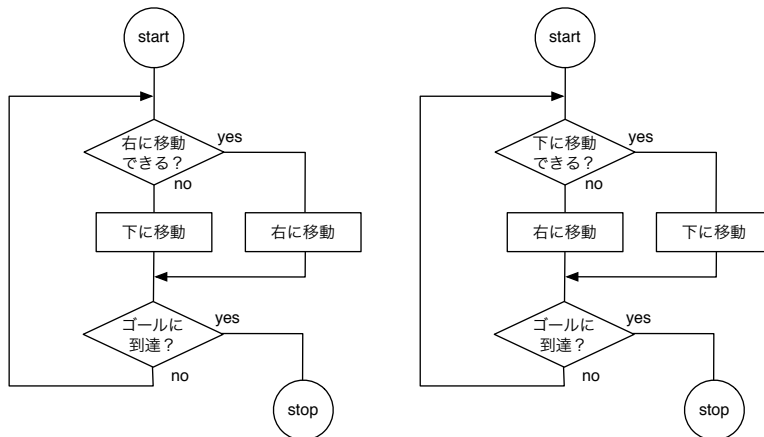 start
右に移動
できる？
yes
no
下に移動
右に移動
ゴールに
到達？
yes
no
stop
start
下に移動
できる？
yes
no
右に移動
下に移動
ゴールに
到達？
yes
no
stop